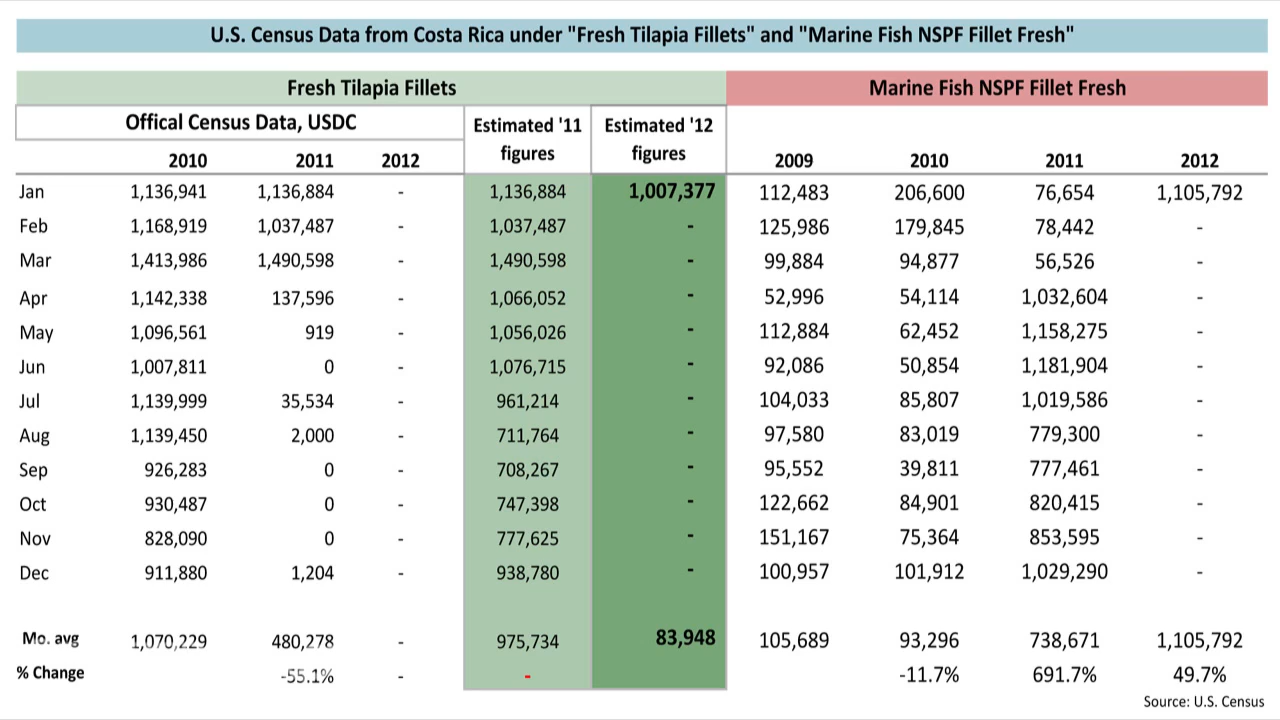 U.S. Census Data from Costa Rica under "Fresh Tilapia Fillets" and "Marine Fish NSPF Fillet Fresh"
Fresh Tilapia Fillets Marine Fish NSPF Fillet Fresh
Offical Census Data, USDC Estimated '11 figures Estimated '12 figures
2010 2011 2012 2009 2010 2011 2012
Jan 1,136,941 1,136,884 - 1,136,884 1,007,377 112,483 206,600 76,654 1,105,792
Feb 1,168,919 1,037,487 - 1,037,487 - 125,986 179,845 78,442 -
Mar 1,413,986 1,490,598 - 1,490,598 - 99,884 94,877 56,526 -
Apr 1,142,338 137,596 - 1,066,052 - 52,996 54,114 1,032,604 -
May 1,096,561 919 - 1,056,026 - 112,884 62,452 1,158,275 -
Jun 1,007,811 0 - 1,076,715 - 92,086 50,854 1,181,904 -
Jul 1,139,999 35,534 - 961,214 - 104,033 85,807 1,019,586 -
Aug 1,139,450 2,000 - 711,764 - 97,580 83,019 779,300 -
Sep 926,283 0 - 708,267 - 95,552 39,811 777,461 -
Oct 930,487 0 - 747,398 - 122,662 84,901 820,415 -
Nov 828,090 0 - 777,625 - 151,167 75,364 853,595 -
Dec 911,880 1,204 - 938,780 - 100,957 101,912 1,029,290 -
Mo. avg 1,070,229 480,278 - 975,734 83,948 105,689 93,296 738,671 1,105,792
% Change -55.1% - - -11.7% 691.7% 49.7%
Source: U.S. Census